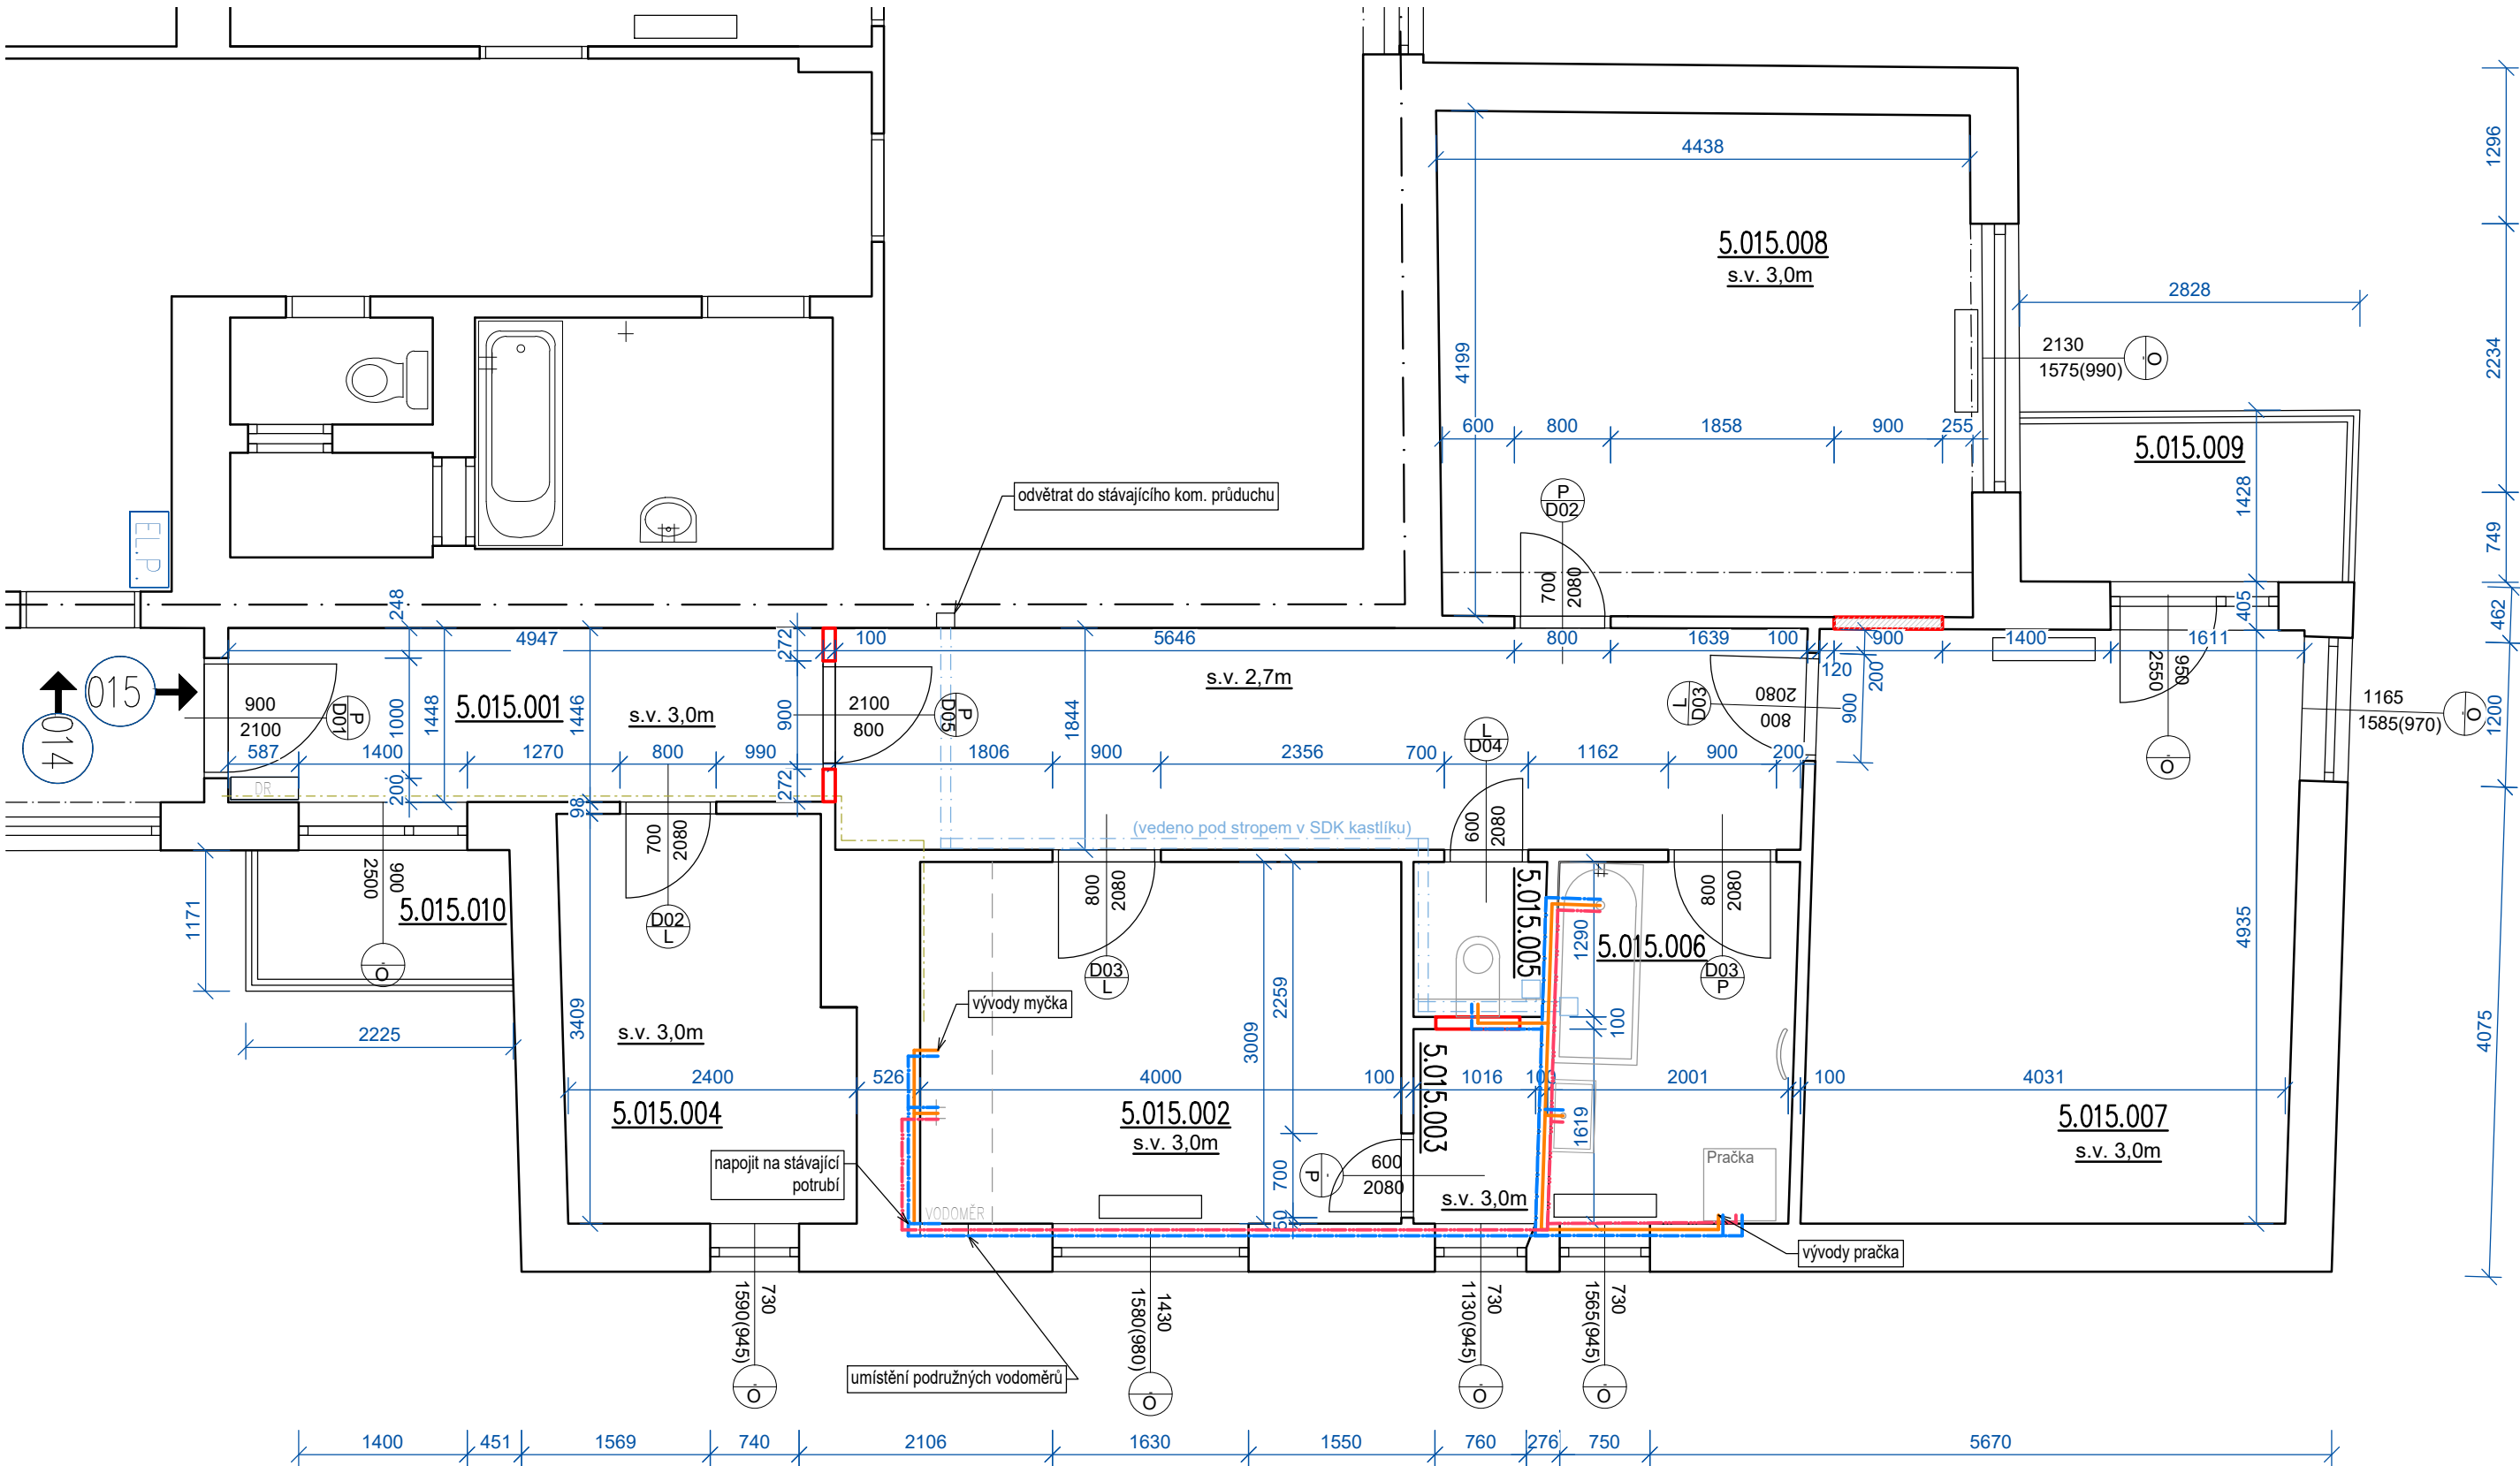 4438
1296
5.015.008
s.v. 3,0m
2828
2130
1575(990)
O
2234
4199
600
800
1858
900
255
5.015.009
1428
odvětrat do stávajícího kom. průduchu
P
D02
749
EL.P.
700
2080
405
462
248
4947
272
100
5646
800
1639
100
900
1400
1611
120
200
015
014
900
2100
P
D01
1000
1448
5.015.001
1446
s.v. 3,0m
900
2100
800
P
D05
1844
s.v. 2,7m
L
D03
2080
800
900
2550
950
O
1165
1585(970)
O
1200
587
1400
1270
800
990
1806
900
2356
700
L
D04
1162
900
200
DR
200
98
272
700
2080
(vedeno pod stropem v SDK kastlíku)
600
2080
2500
900
1171
5.015.010
O
D02
L
800
2080
D03
L
5.015.005
1290
5.015.006
800
2080
D03
P
4935
2225
3409
s.v. 3,0m
vývody myčka
2259
3009
100
4075
2400
526
4000
100
1016
100
2001
100
4031
5.015.004
5.015.002
s.v. 3,0m
5.015.003
1619
5.015.007
s.v. 3,0m
napojit na stávající
potrubí
P
600
2080
700
50
s.v. 3,0m
Pračka
VODOMĚR
vývody pračka
730
1590(945)
O
1430
1580(980)
O
730
1130(945)
O
730
1565(945)
O
umístění podružných vodoměrů
1400
451
1569
740
2106
1630
1550
760
276
750
5670